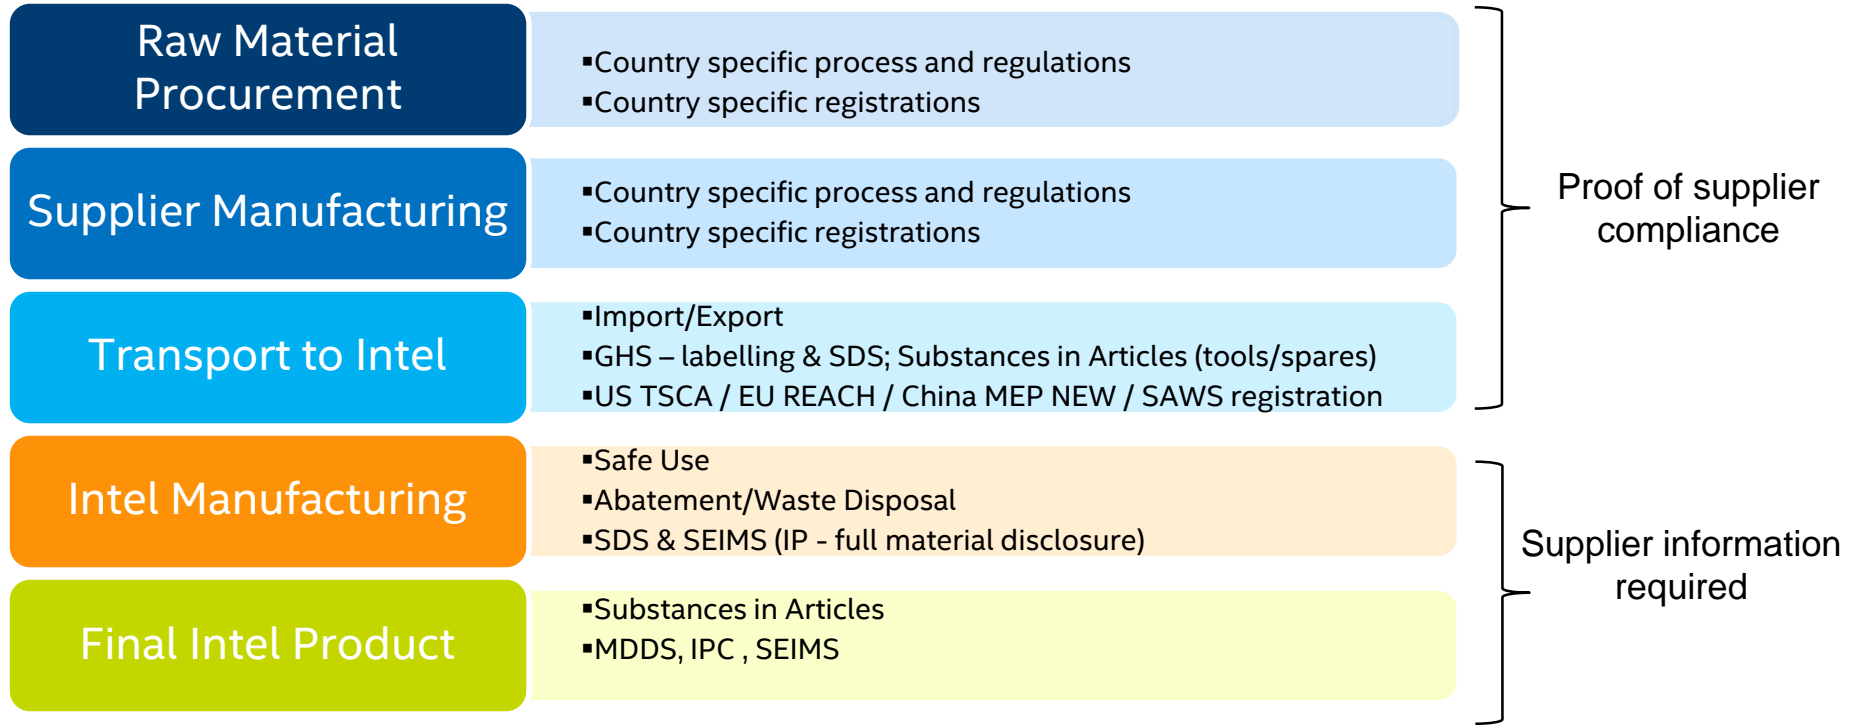 Raw Material
Procurement
▪Country specific process and regulations
▪Country specific registrations
Supplier Manufacturing
▪Country specific process and regulations
▪Country specific registrations
Proof of supplier
compliance
Transport to Intel
▪Import/Export
▪GHS – labelling & SDS; Substances in Articles (tools/spares)
▪US TSCA / EU REACH / China MEP NEW / SAWS registration
Intel Manufacturing
▪Safe Use
▪Abatement/Waste Disposal
▪SDS & SEIMS (IP - full material disclosure)
Supplier information
required
Final Intel Product
▪Substances in Articles
▪MDDS, IPC , SEIMS